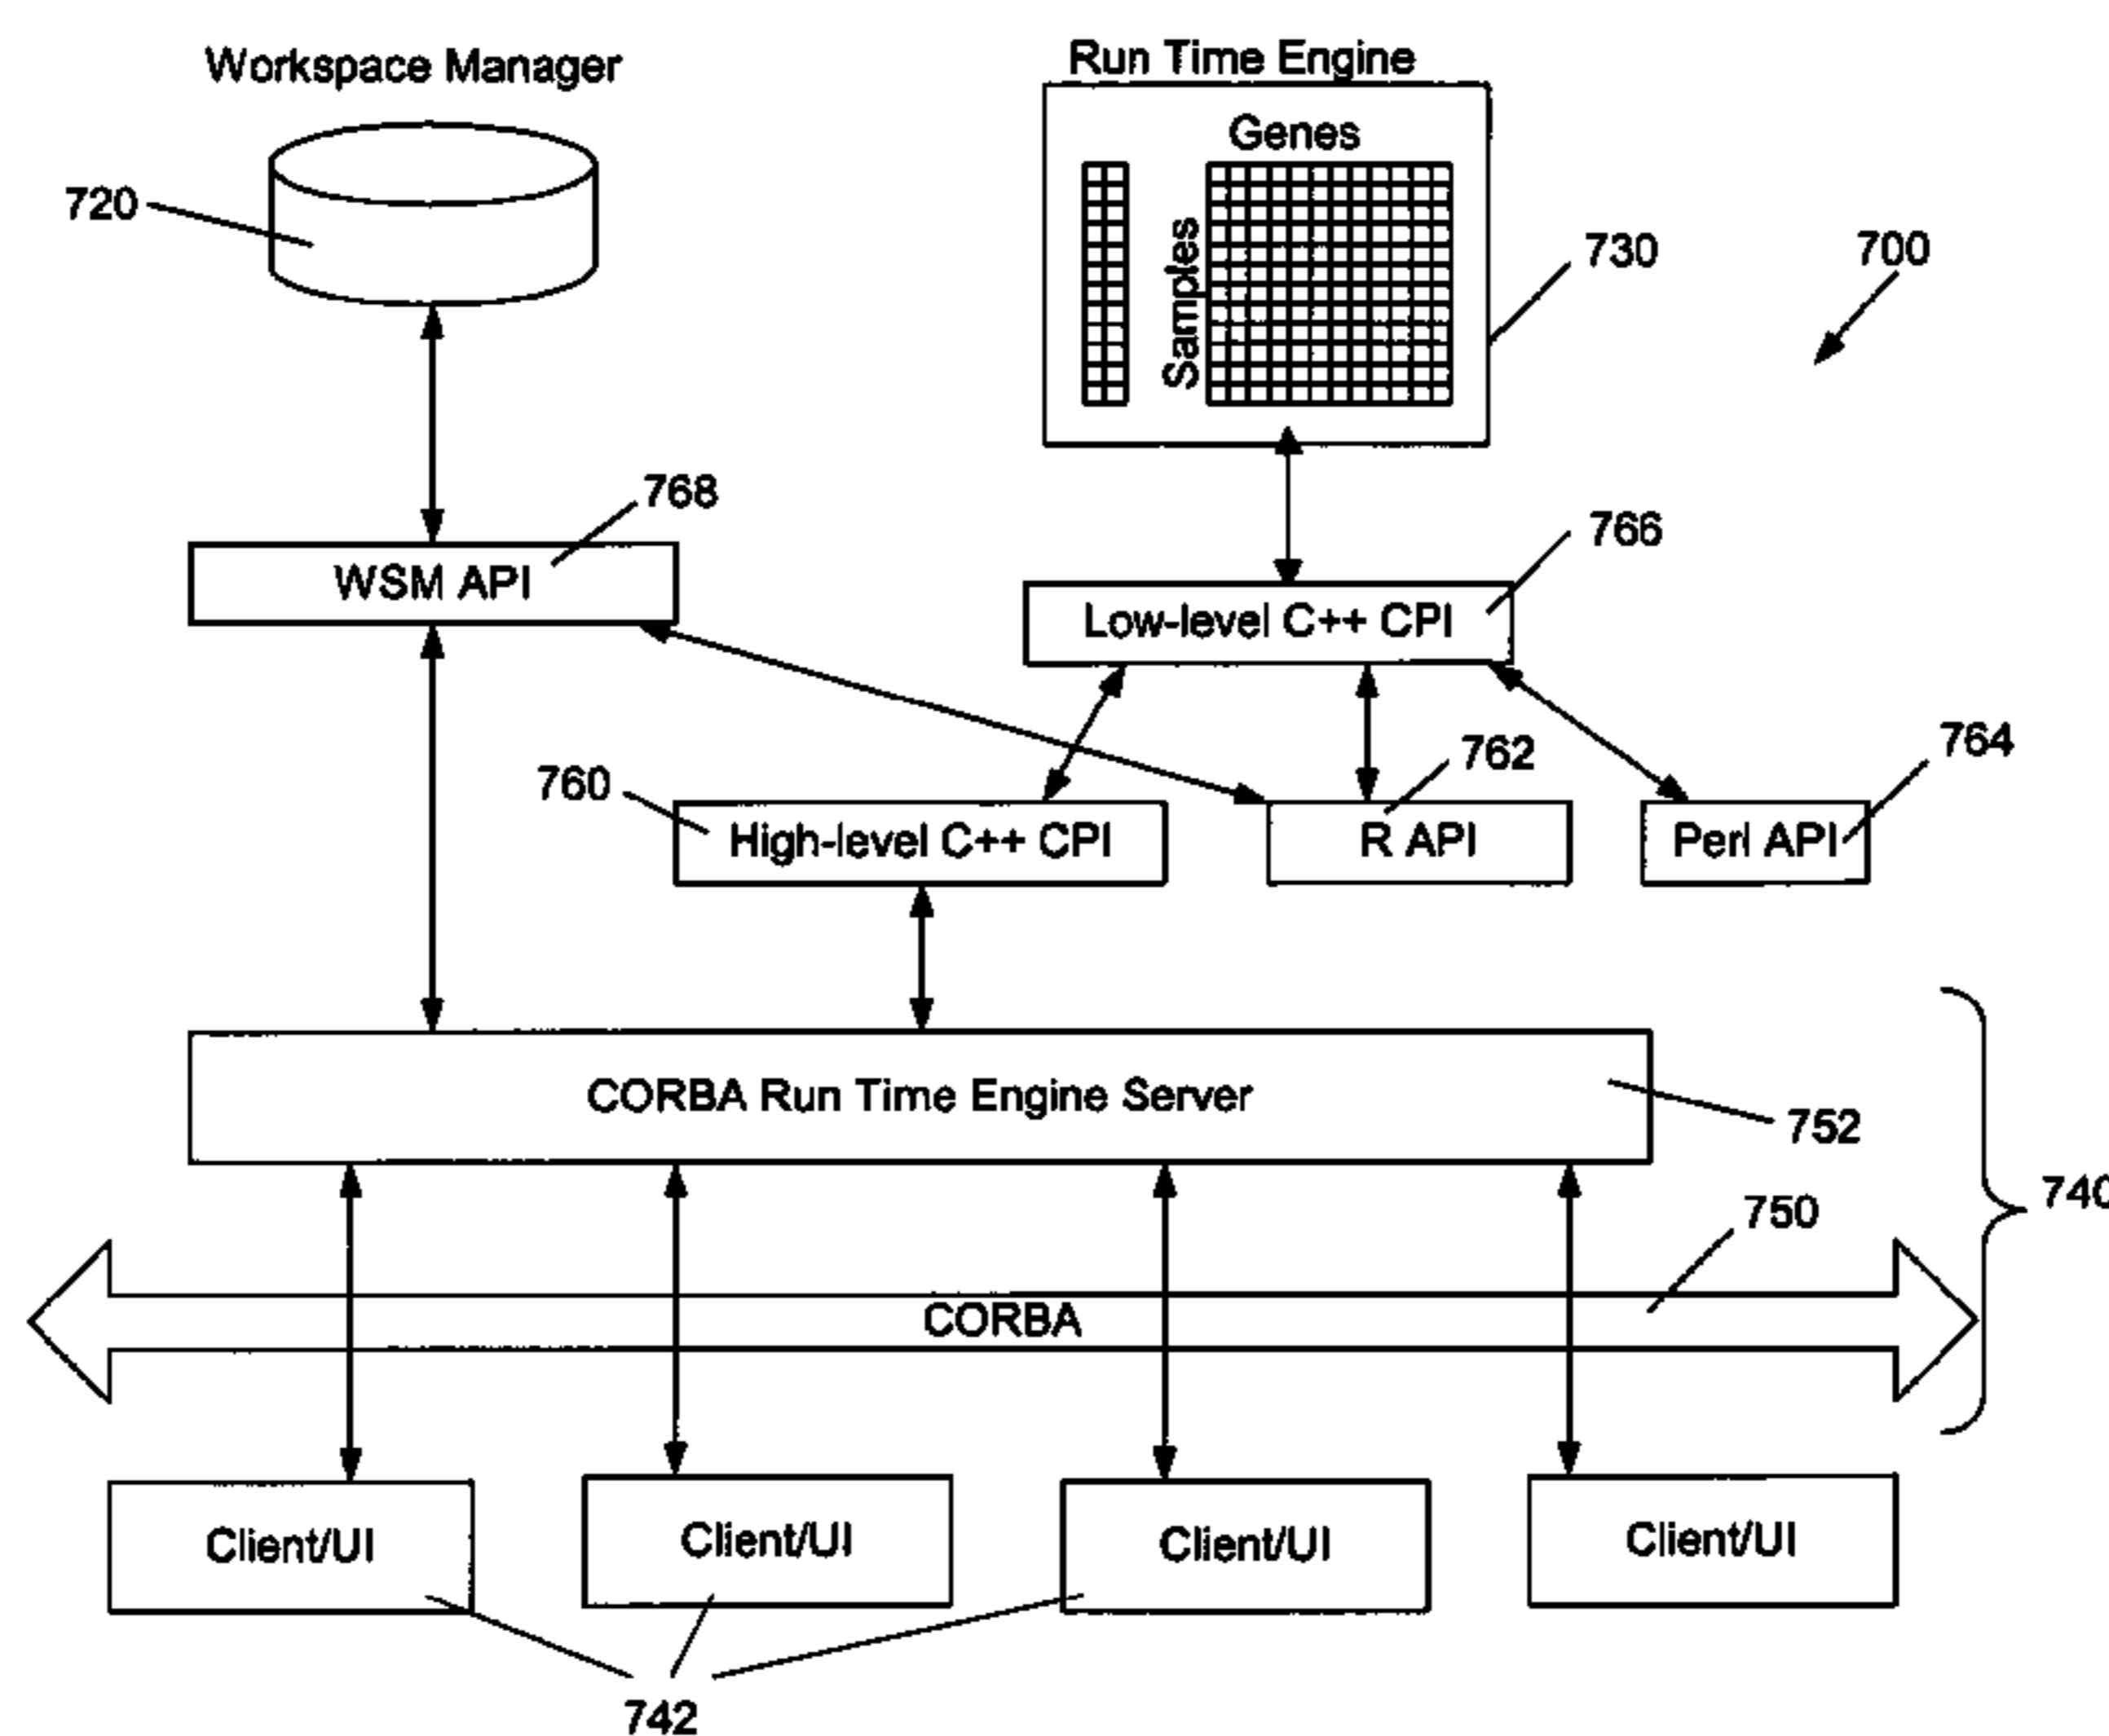 Workspace Manager
Run Time Engine
Genes
Samples
720
730
700
768
WSM API
766
Low-level C++ CPI
760
762
764
High-level C++ CPI
R API
Perl API
CORBA Run Time Engine Server
752
740
750
CORBA
Client/UI
Client/UI
Client/UI
Client/UI
742